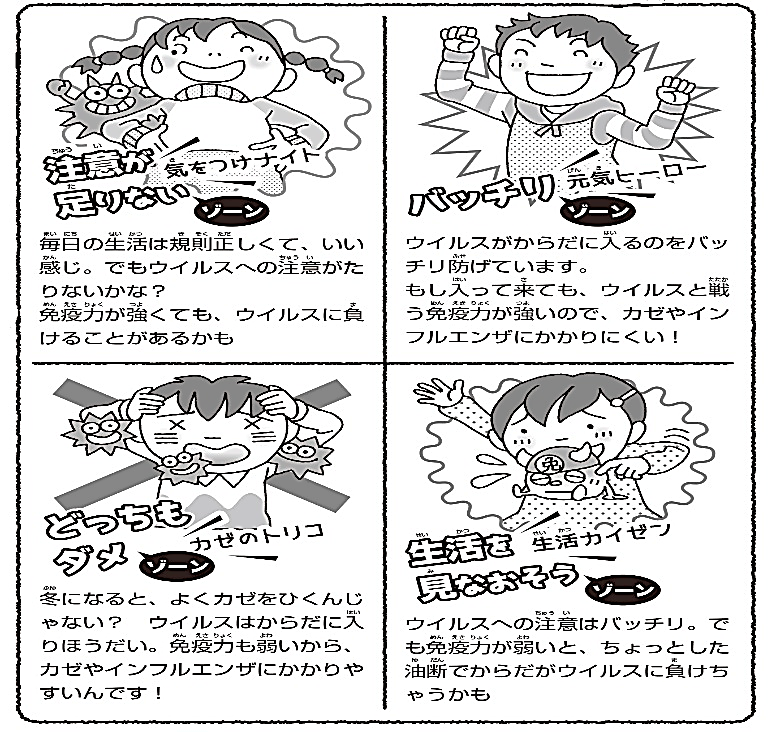 注意が
足りない
ゾーン
気をつけナイト
毎日の生活は規則正しくて、いい
感じ。でもウイルスへの注意がた
りないかな？
免疫力が強くても、ウイルスに負
けることがあるかも
バッチリ
ゾーン
元気ヒーロー
ウイルスがからだに入るのをバッ
チリ防げています。
もし入って来ても、ウイルスと戦
う免疫力が強いので、カゼやイン
フルエンザにかかりにくい！
どっちも
ダメ
ゾーン
カゼのトリコ
冬になると、よくカゼをひくんじ
ゃない？　ウイルスはからだに入
りほうだい。免疫力も弱いから、
カゼやインフルエンザにかかりや
すいんです！
免
生活を
見なおそう
ゾーン
生活カイゼン
ウイルスへの注意はバッチリ。で
も免疫力が弱いと、ちょっとした
油断でからだがウイルスに負けち
ゃうかも